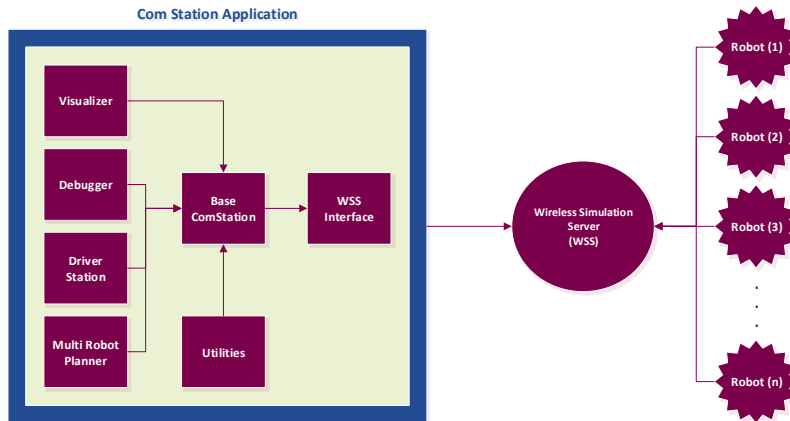 Com Station Application
Visualizer
Debugger
Driver
Station
Multi Robot
Planner
Base
ComStation
Utilities
WSS
Interface
Wireless Simulation
Server
(WSS)
Robot (1)
Robot (2)
Robot (3)
.
.
.
.
Robot (n)